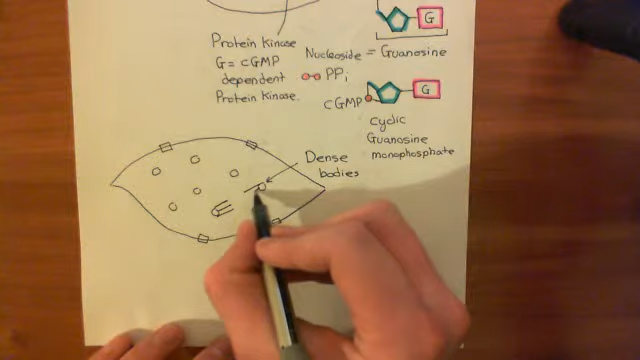 G
Protein kinase
G = cGMP
dependent
Protein Kinase.
Nucleoside = Guanosine
PPi
cGMP
G
cyclic
Guanosine
monophosphate
Dense
bodies